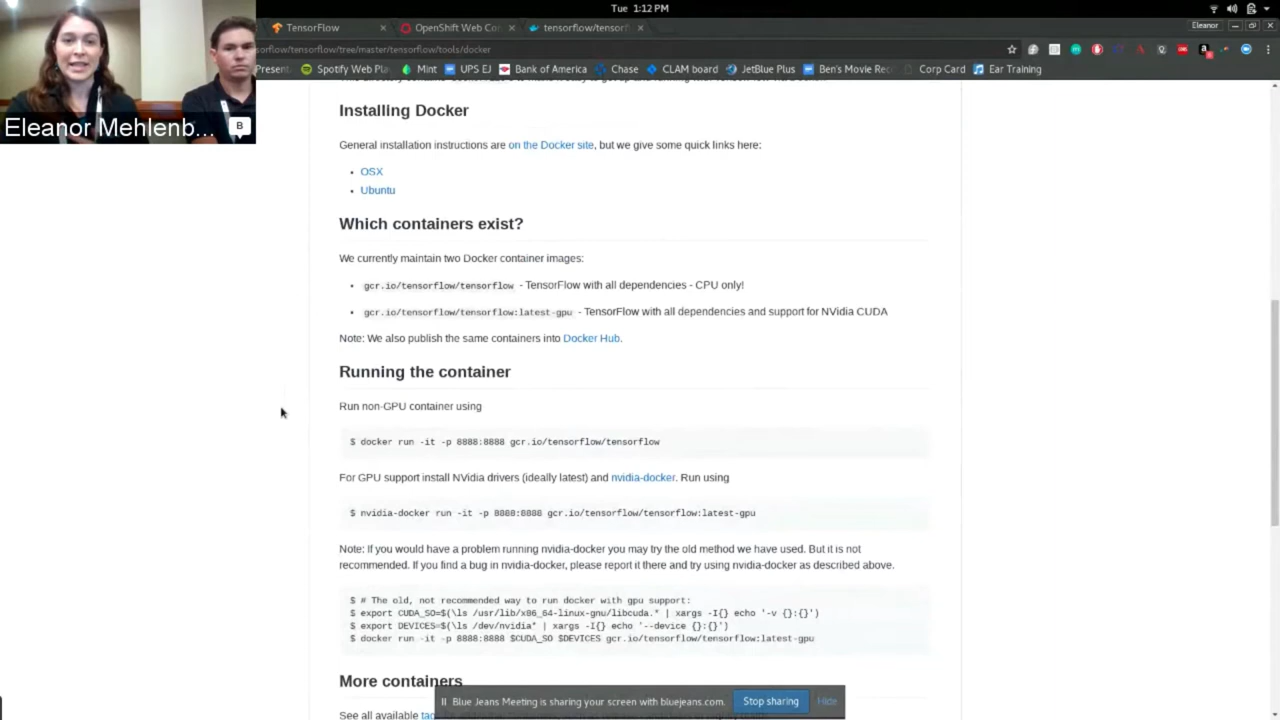 Tue 1:12 PM
TensorFlow
OpenShift Web Con
tensorflow/tensorf
Eleanor
sorflow/tensorflow/tree/master/tensorflow/tools/docker
Present
Spotify Web Play
Mint
UPS EJ
Bank of America
Chase
CLAM board
JetBlue Plus
Ben's Movie Rec
Corp Card
Ear Training
Eleanor Mehlenb...
B
Installing Docker
General installation instructions are on the Docker site, but we give some quick links here:
• OSX
• Ubuntu
Which containers exist?
We currently maintain two Docker container images:
• gcr.io/tensorflow/tensorflow - TensorFlow with all dependencies - CPU only!
• gcr.io/tensorflow/tensorflow:latest-gpu - TensorFlow with all dependencies and support for NVidia CUDA
Note: We also publish the same containers into Docker Hub.
Running the container
Run non-GPU container using
$ docker run -it -p 8888:8888 gcr.io/tensorflow/tensorflow
For GPU support install NVidia drivers (ideally latest) and nvidia-docker. Run using
$ nvidia-docker run -it -p 8888:8888 gcr.io/tensorflow/tensorflow:latest-gpu
Note: If you would have a problem running nvidia-docker you may try the old method we have used. But it is not
recommended. If you find a bug in nvidia-docker, please report it there and try using nvidia-docker as described above.
$ # The old, not recommended way to run docker with gpu support:
$ export CUDA_SO=$(\ls /usr/lib/x86_64-linux-gnu/libcuda.* | xargs -I{} echo '-v {}:{}')
$ export DEVICES=$(\ls /dev/nvidia* | xargs -I{} echo '--device {}:{}')
$ docker run -it -p 8888:8888 $CUDA_SO $DEVICES gcr.io/tensorflow/tensorflow:latest-gpu
More containers
Blue Jeans Meeting is sharing your screen with bluejeans.com.
Stop sharing
Hide
See all available